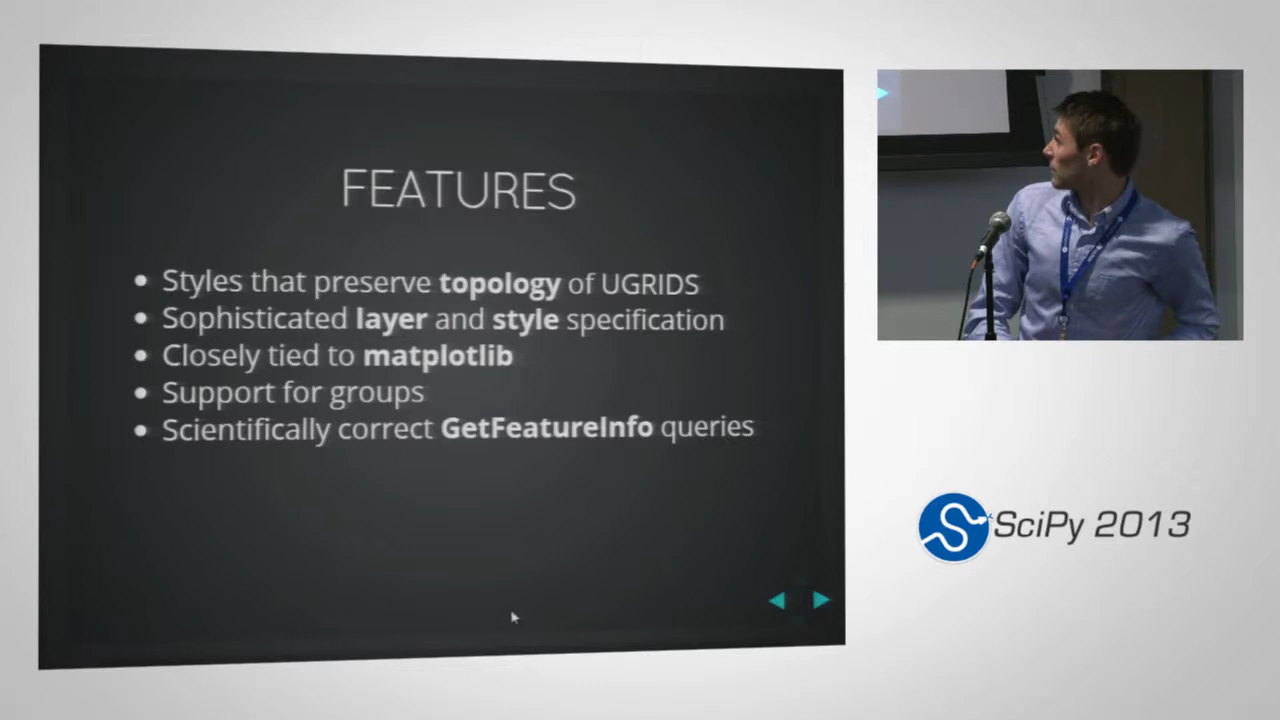 FEATURES
• Styles that preserve topology of UGRIDS
• Sophisticated layer and style specification
• Closely tied to matplotlib
• Support for groups
• Scientifically correct GetFeatureInfo queries
SciPy 2013